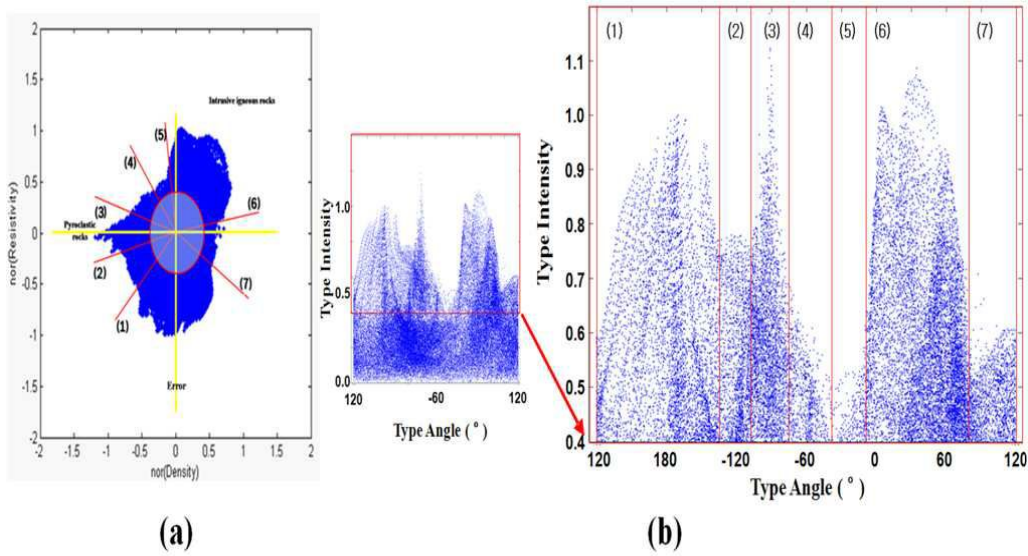 2
1.5
1
0.5
0
-0.5
-1
-1.5
-2
nor(Resistivity)
Intrusive igneous rocks
(5)
(4)
(3)
(6)
Pyroclastic
rocks
(2)
(7)
(1)
Error
-2 -1.5 -1 -0.5 0 0.5 1 1.5 2
nor(Density)
(a)
Type Intensity
1.0
0.5
0.0
120 -60 120
Type Angle ( ° )
Type Intensity
(1) (2) (3) (4) (5) (6) (7)
1.1
1.0
0.9
0.8
0.7
0.6
0.5
0.4
120 180 -120 -60 0 60 120
Type Angle ( ° )
(b)